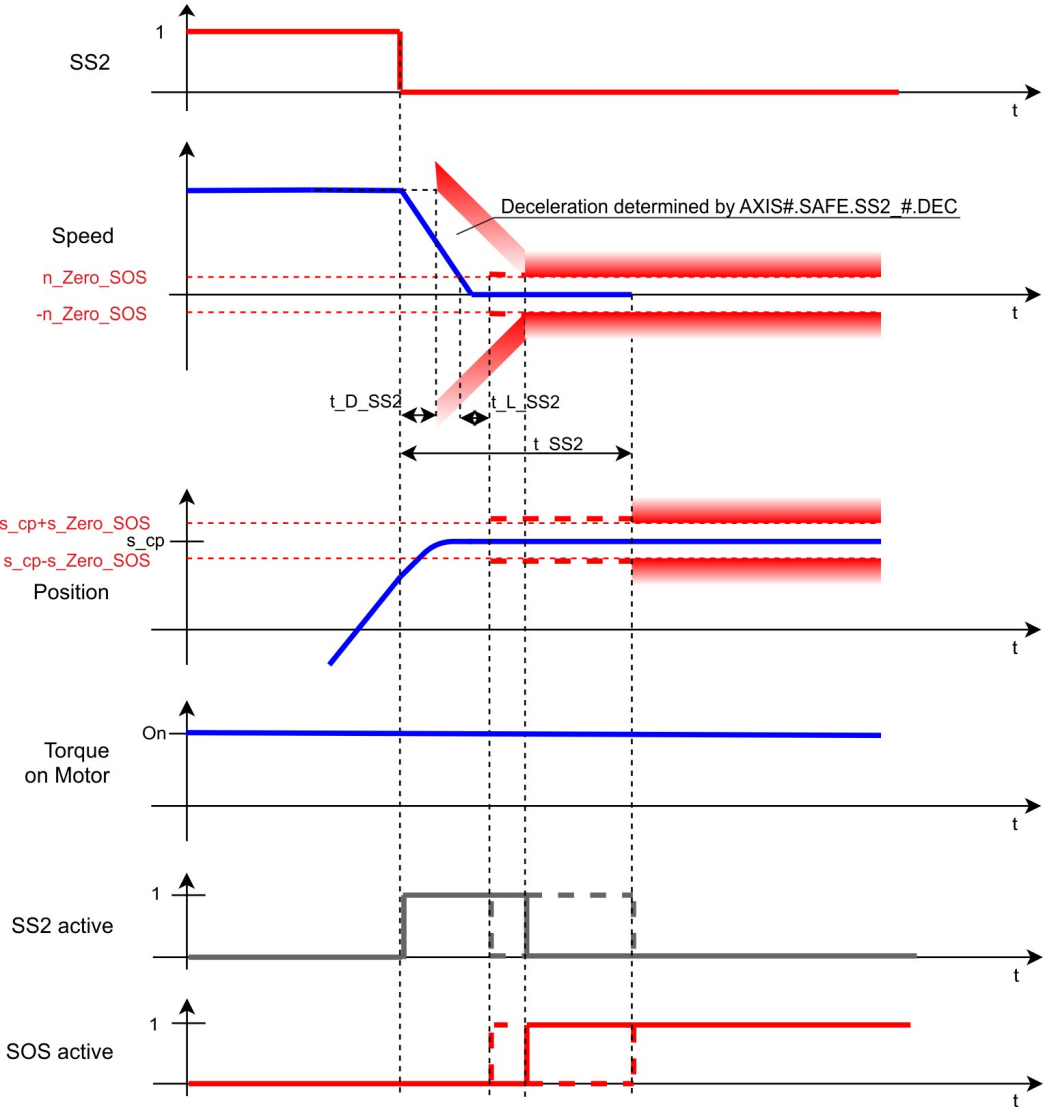 1
SS2
t
Deceleration determined by AXIS#.SAFE.SS2_#.DEC
Speed
n_Zero_SOS
-n_Zero_SOS
t
t_D_SS2
t_L_SS2
t_SS2
s_cp+s_Zero_SOS
s_cp
s_cp-s_Zero_SOS
Position
t
On
Torque
on Motor
t
1
SS2 active
t
1
SOS active
t